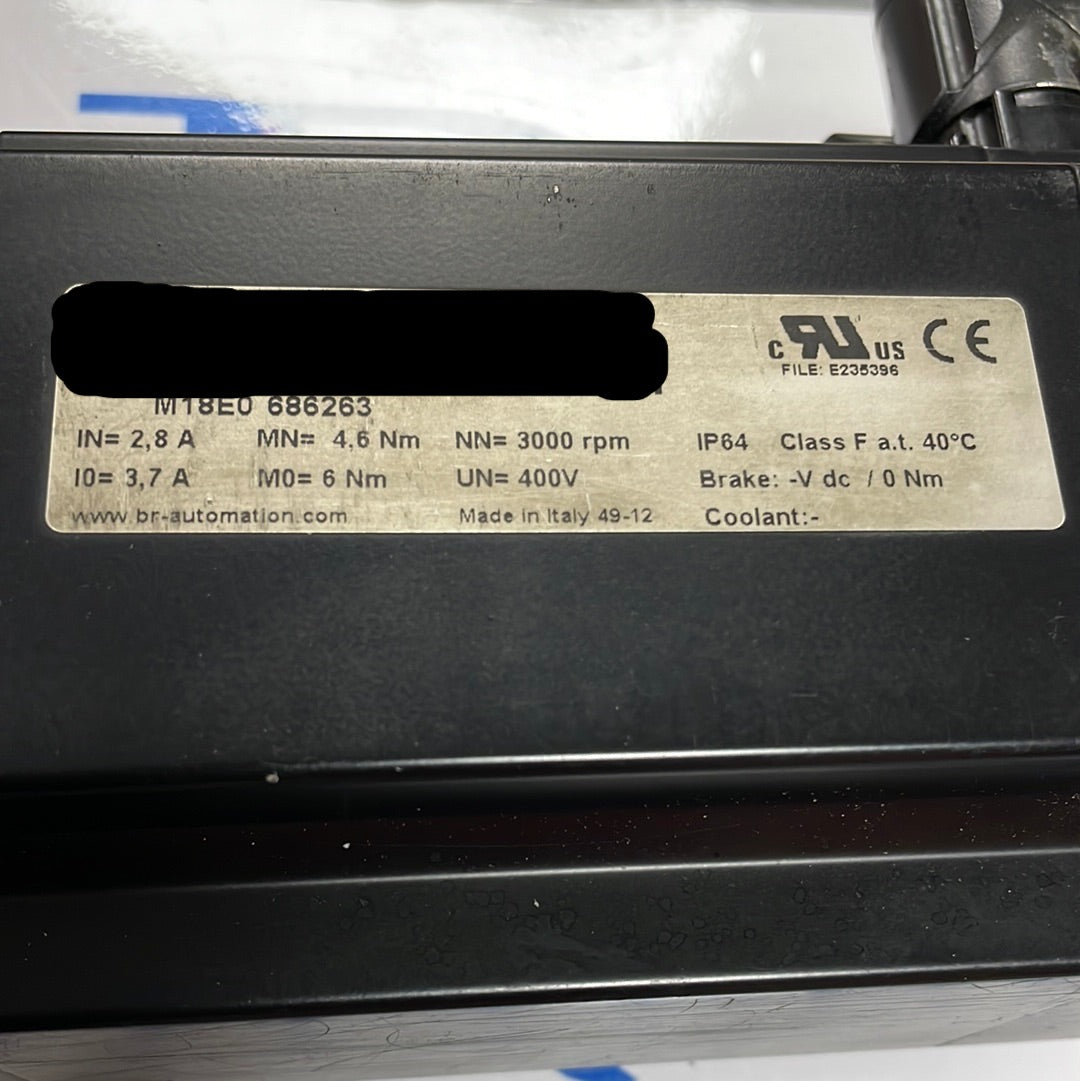 c RU US CE
FILE: E235396
M18E0 686263
IN= 2,8 A MN= 4,6 Nm NN= 3000 rpm IP64 Class F a.t. 40°C
I0= 3,7 A M0= 6 Nm UN= 400V Brake: -V dc / 0 Nm
www.br-automation.com Made in Italy 49-12 Coolant:-